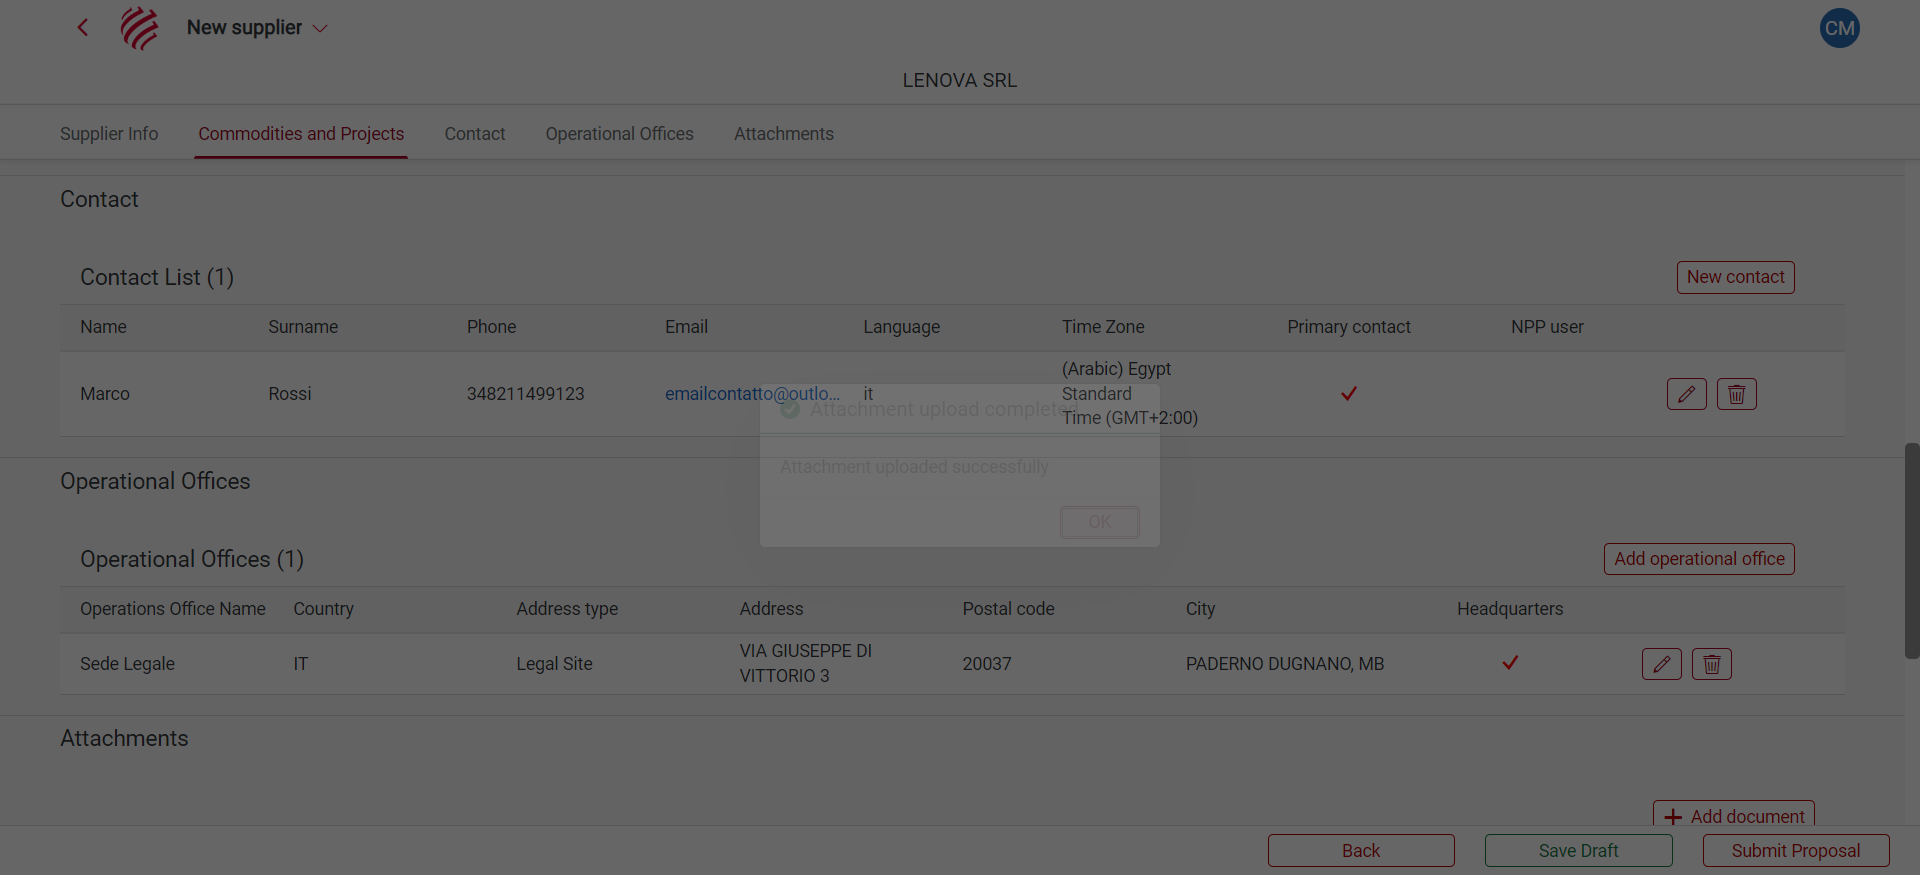 New supplier
CM
LENOVA SRL
Supplier Info Commodities and Projects Contact Operational Offices Attachments
Contact
Contact List (1)
New contact
Name Surname Phone Email Language Time Zone Primary contact NPP user
Marco Rossi 348211499123 emailcontatto@outlo... it (Arabic) Egypt
Standard
Time (GMT+2:00)
Attachment upload completed
Attachment uploaded successfully
OK
Operational Offices
Operational Offices (1)
Add operational office
Operations Office Name Country Address type Address Postal code City Headquarters
Sede Legale IT Legal Site VIA GIUSEPPE DI
VITTORIO 3 20037 PADERNO DUGNANO, MB
Attachments
Add document
Back Save Draft Submit Proposal